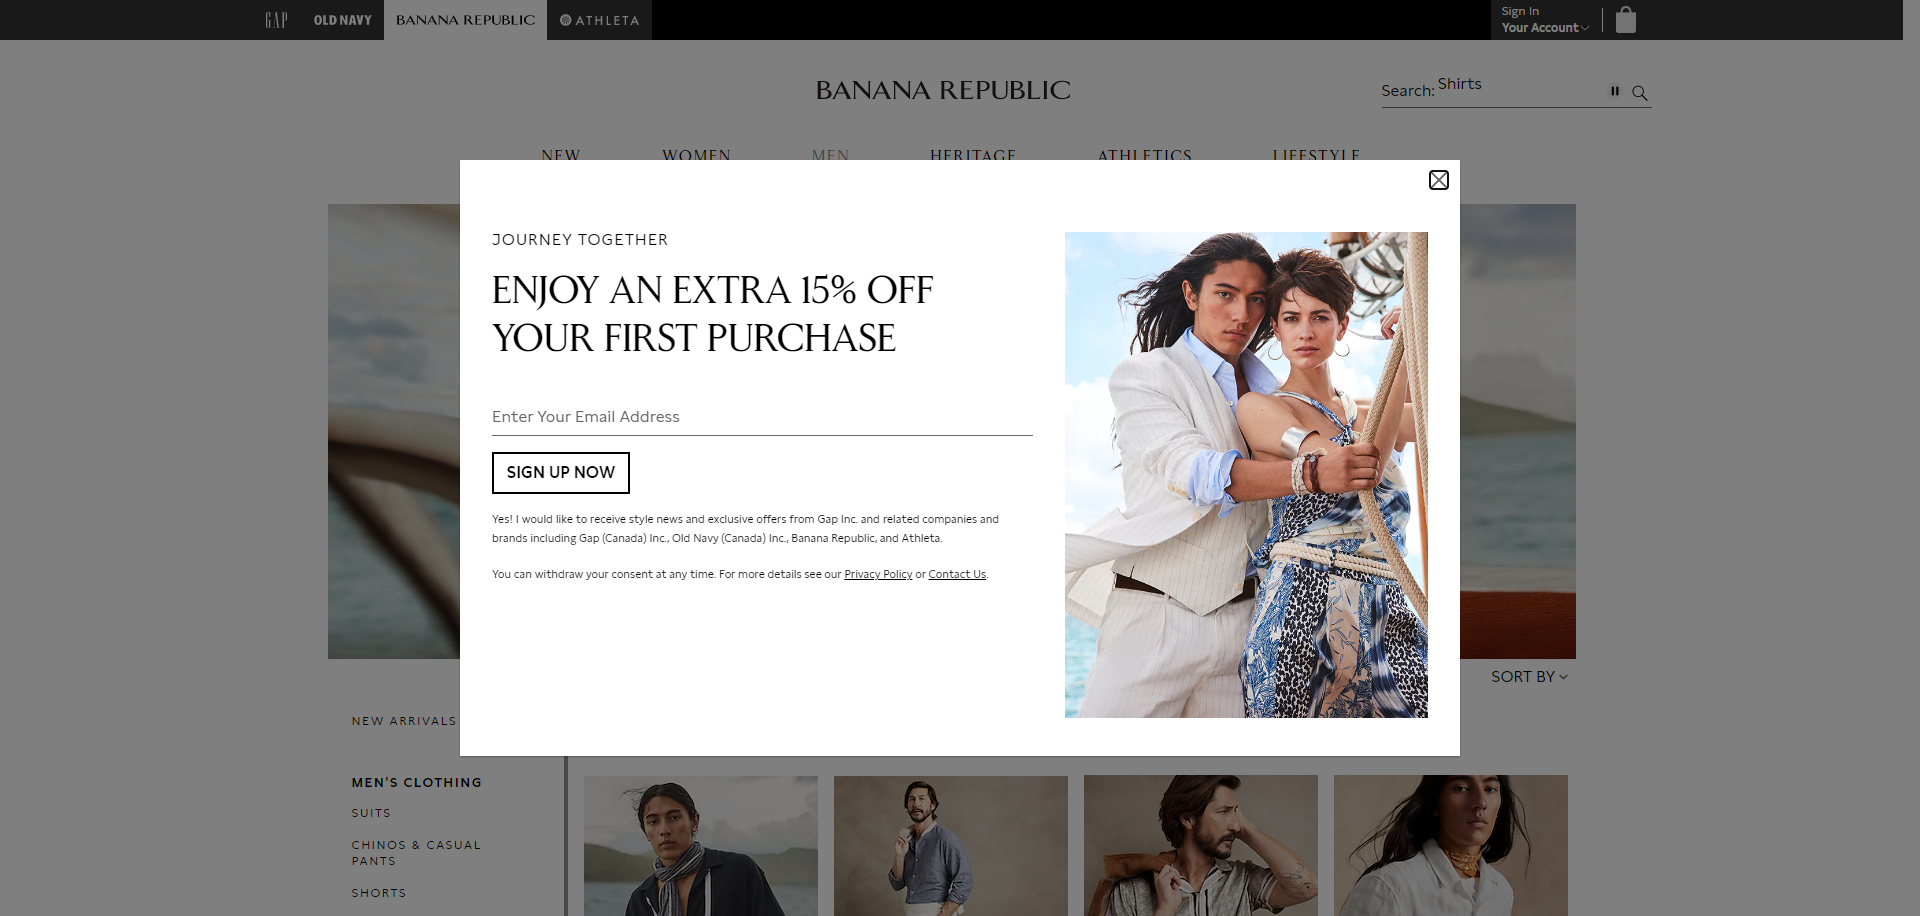 GAP
OLD NAVY
BANANA REPUBLIC
ATHLETA
Sign In
Your Account
BANANA REPUBLIC
Search: Shirts
NEW WOMEN MEN HERITAGE ATHLETICS LIFESTYLE
JOURNEY TOGETHER
ENJOY AN EXTRA 15% OFF
YOUR FIRST PURCHASE
Enter Your Email Address
SIGN UP NOW
Yes! I would like to receive style news and exclusive offers from Gap Inc. and related companies and
brands including Gap (Canada) Inc., Old Navy (Canada) Inc., Banana Republic, and Athleta.
You can withdraw your consent at any time. For more details see our Privacy Policy or Contact Us.
SORT BY
NEW ARRIVALS
MEN'S CLOTHING
SUITS
CHINOS & CASUAL
PANTS
SHORTS